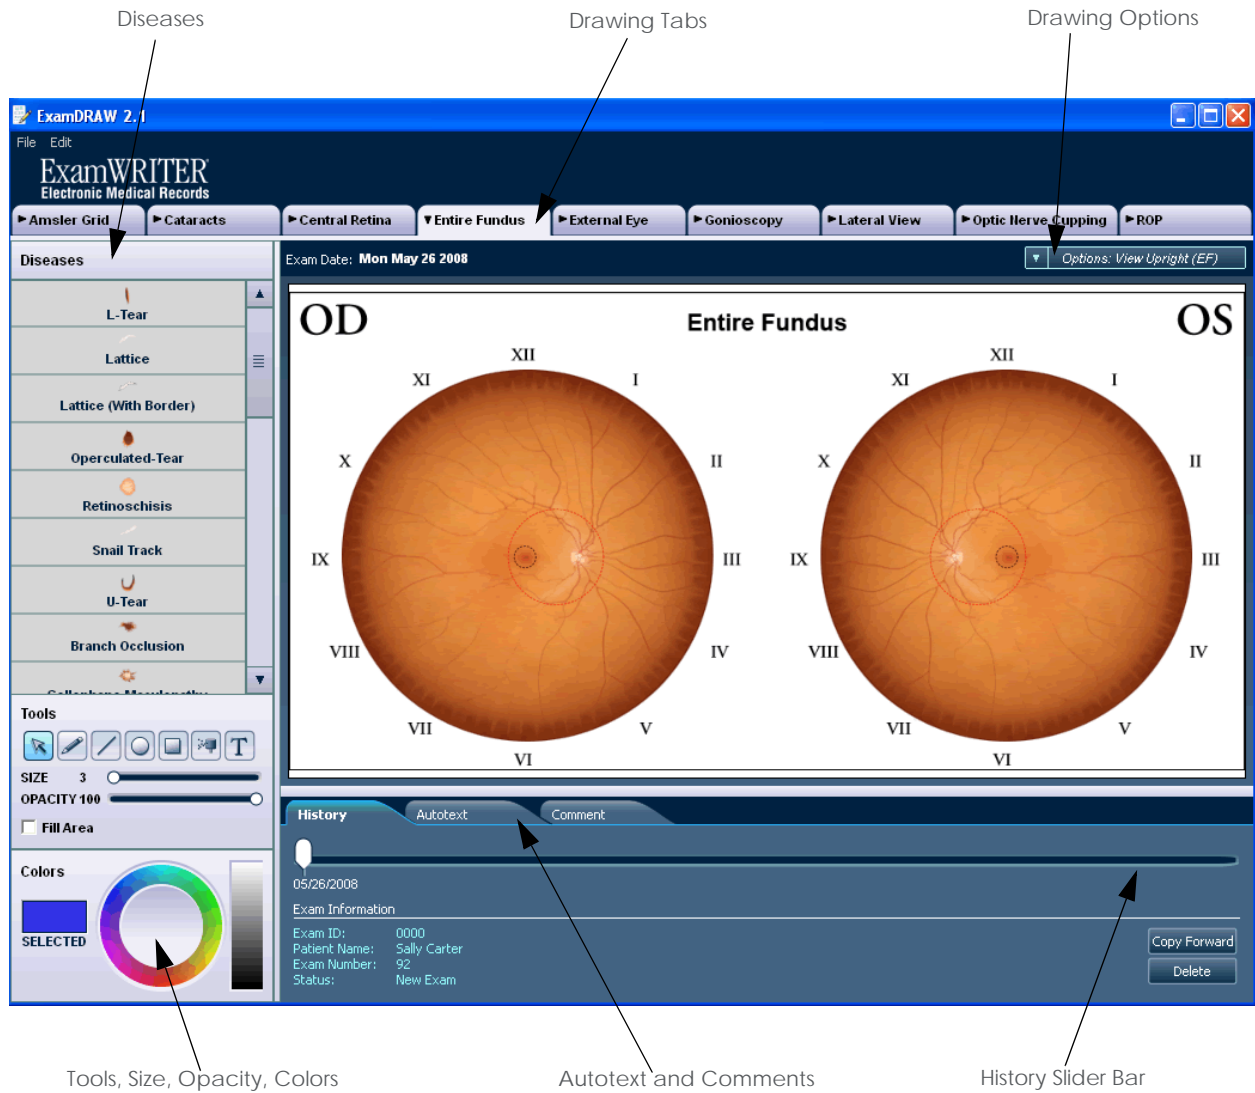 Diseases
Drawing Tabs
Drawing Options
ExamDRAW 2.1
File Edit
ExamWRITER
Electronic Medical Records
Amsler Grid
Cataracts
Central Retina
Entire Fundus
External Eye
Gonioscopy
Lateral View
Optic Nerve Cupping
ROP
Diseases
Exam Date: Mon May 26 2008
Options: View Upright (EF)
L-Tear
Lattice
Lattice (With Border)
Operculated-Tear
Retinoschisis
Snail Track
U-Tear
Branch Occlusion
OD
Entire Fundus
OS
XII
XI
I
X
II
IX
III
VIII
IV
VII
V
VI
XII
XI
I
X
II
IX
III
VIII
IV
VII
V
VI
Tools
T
SIZE 3
OPACITY 100
Fill Area
Colors
SELECTED
History
Autotext
Comment
05/26/2008
Exam Information
Exam ID: 0000
Patient Name: Sally Carter
Exam Number: 92
Status: New Exam
Copy Forward
Delete
Tools, Size, Opacity, Colors
Autotext and Comments
History Slider Bar